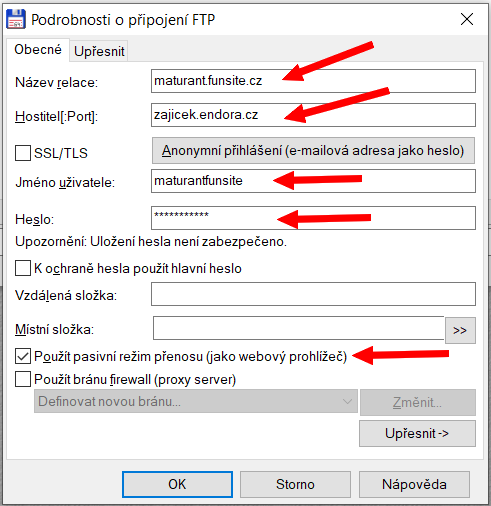 Podrobnosti o připojení FTP
Obecné Upřesnit
Název relace: maturant.funsite.cz
Hostitel[:Port]: zajicek.endora.cz
SSL/TLS Anonymní přihlášení (e-mailová adresa jako heslo)
Jméno uživatele: maturantfunsite
Heslo: ***********
Upozornění: Uložení hesla není zabezpečeno.
K ochraně hesla použít hlavní heslo
Vzdálená složka:
Místní složka: >>
Použít pasivní režim přenosu (jako webový prohlížeč)
Použít bránu firewall (proxy server)
Definovat novou bránu... Změnit...
Upřesnit ->
OK Storno Nápověda